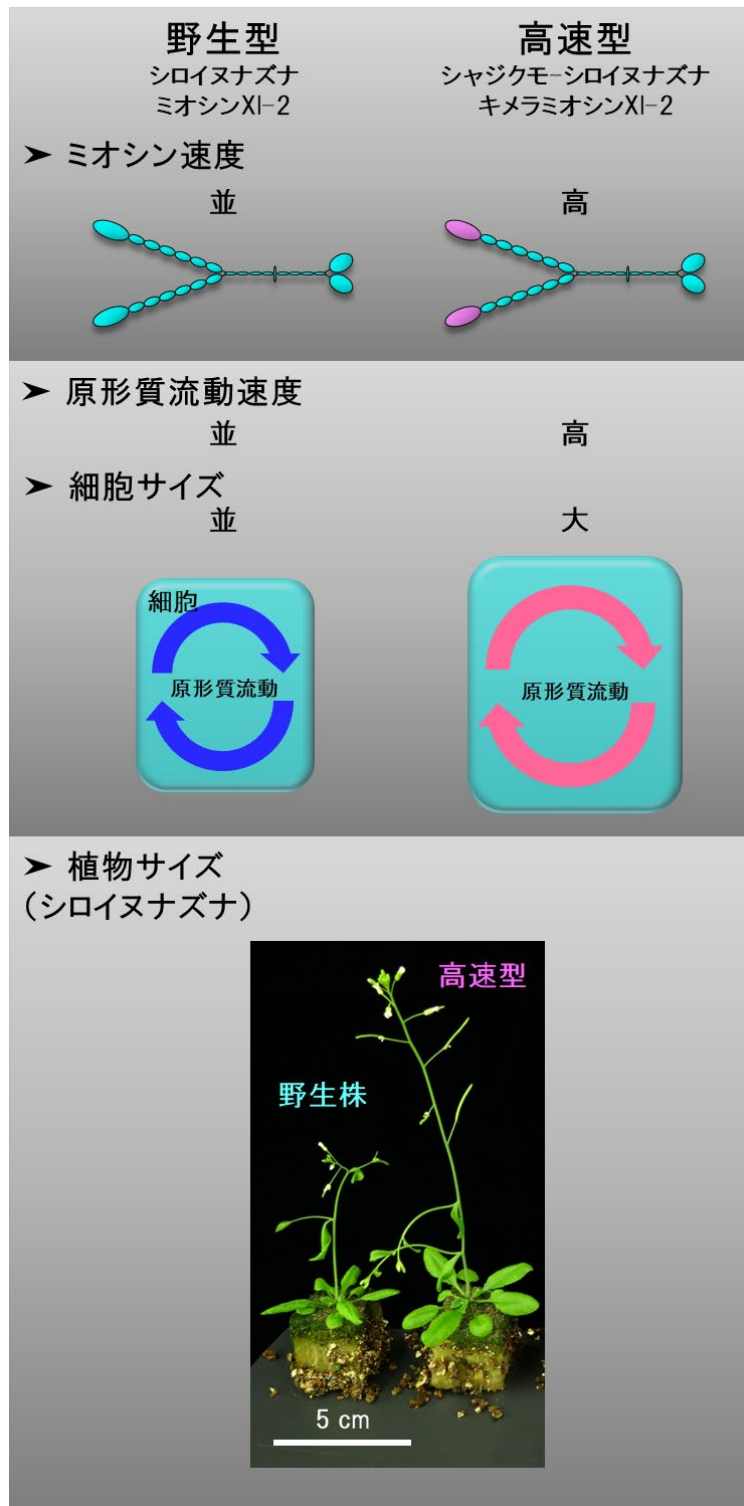 野生型
シロイヌナズナ
ミオシンXI-2
高速型
シャジクモ-シロイヌナズナ
キメラミオシンXI-2
➤ ミオシン速度
並
高
➤ 原形質流動速度
並
高
➤ 細胞サイズ
並
大
細胞
原形質流動
原形質流動
➤ 植物サイズ
(シロイヌナズナ)
高速型
野生株
5 cm